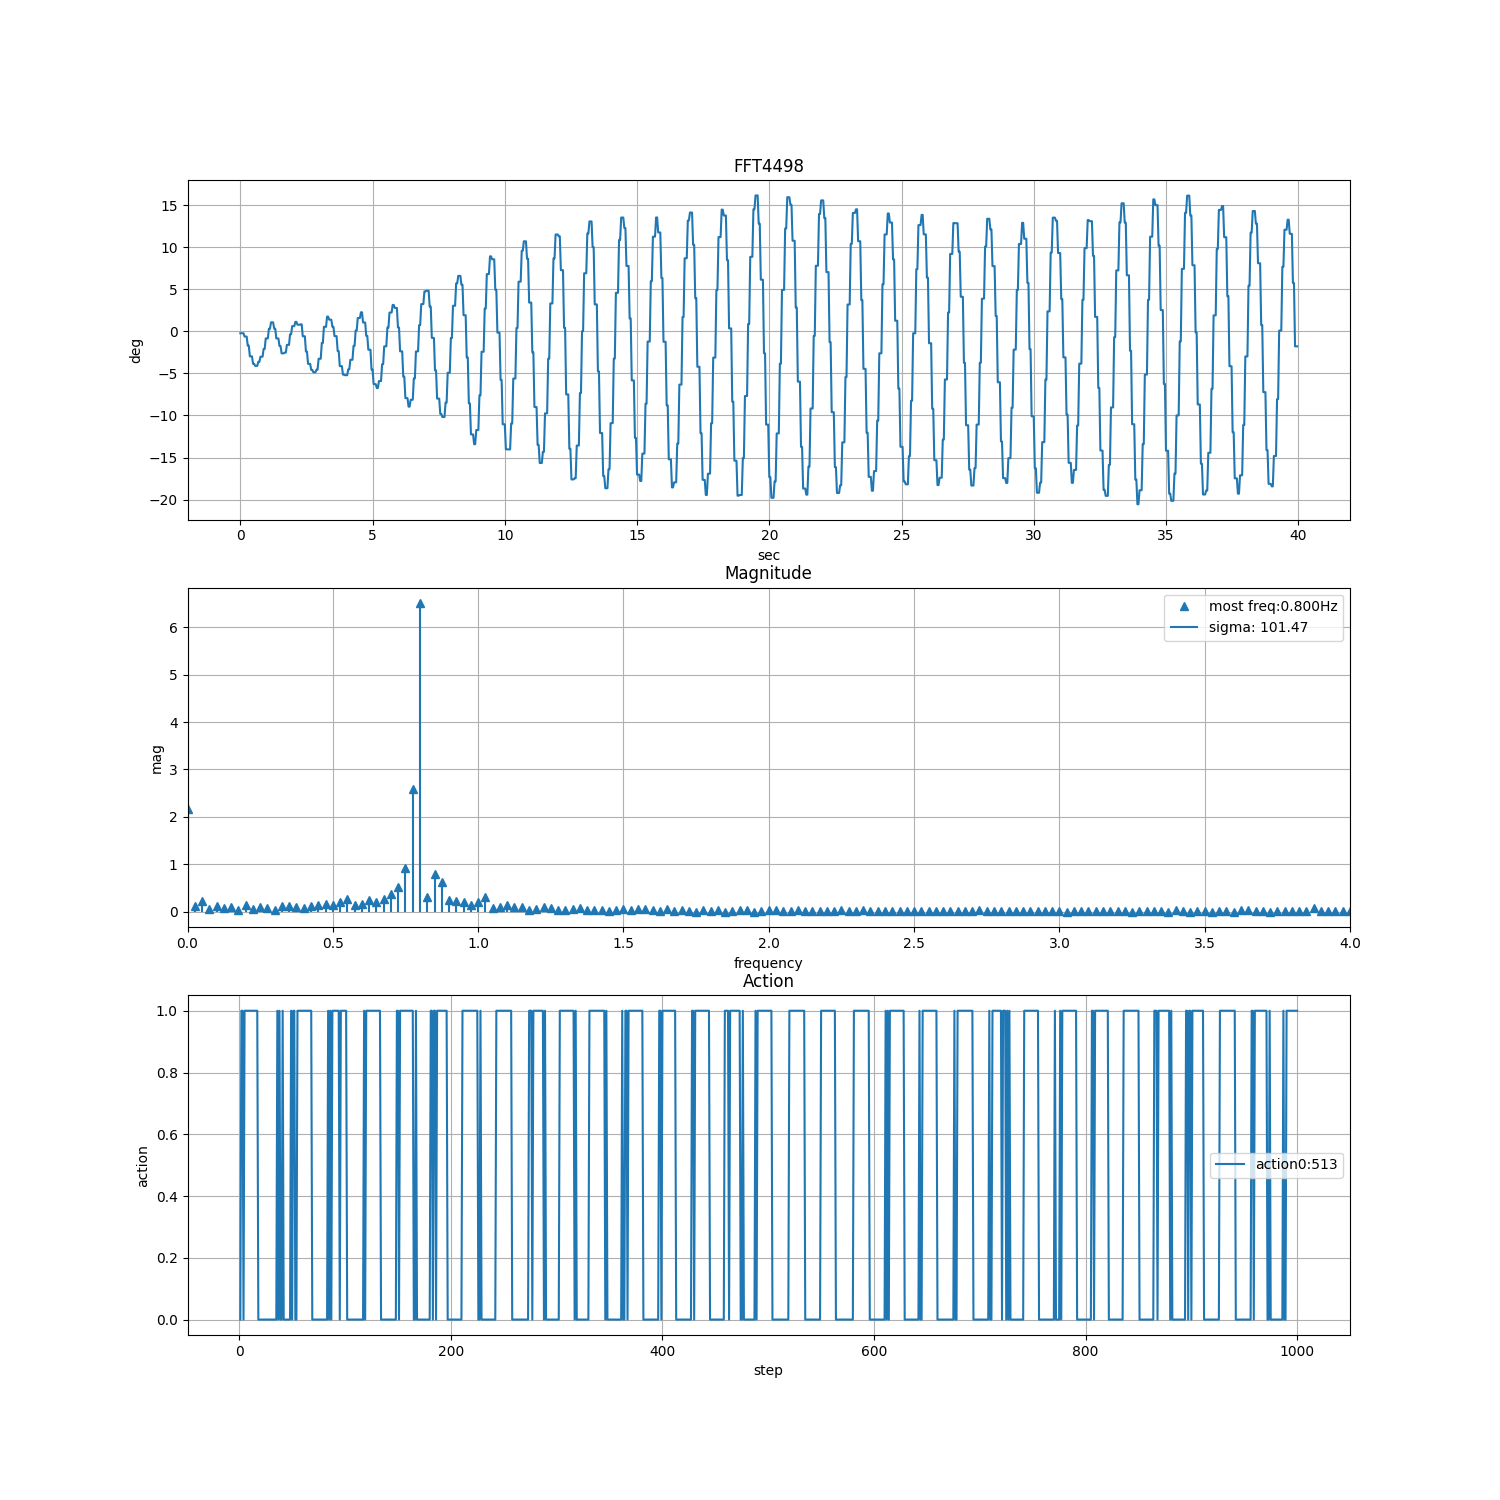 FFT4498
15
10
5
0
−5
−10
−15
−20
deg
0 5 10 15 20 25 30 35 40
sec
Magnitude
most freq:0.800Hz
sigma: 101.47
6
5
4
3
2
1
0
mag
0.0 0.5 1.0 1.5 2.0 2.5 3.0 3.5 4.0
frequency
Action
1.0
0.8
0.6
0.4
0.2
0.0
action
action0:513
0 200 400 600 800 1000
step